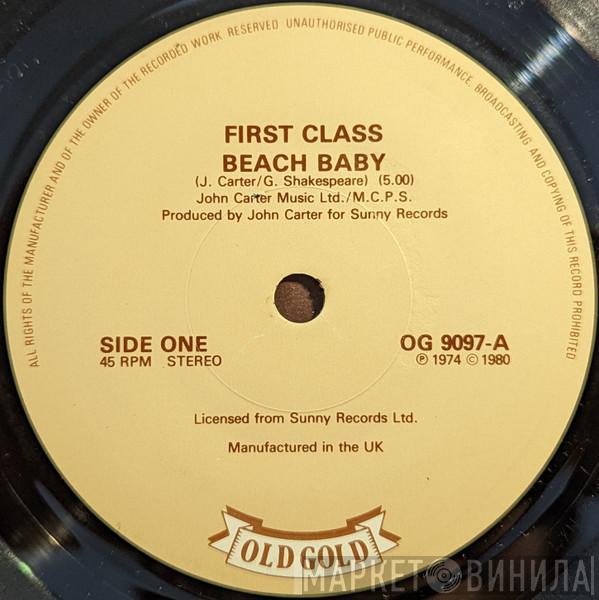 ALL RIGHTS OF THE MANUFACTURER AND OF THE OWNER OF THE RECORDED WORK RESERVED UNAUTHORISED PUBLIC PERFORMANCE, BROADCASTING AND COPYING OF THIS RECORD PROHIBITED
FIRST CLASS
BEACH BABY
(J. Carter/G. Shakespeare) (5.00)
John Carter Music Ltd./M.C.P.S.
Produced by John Carter for Sunny Records
SIDE ONE
45 RPM STEREO
OG 9097-A
℗ 1974 © 1980
Licensed from Sunny Records Ltd.
Manufactured in the UK
OLD GOLD
МАРКЕТ ВИНИЛА